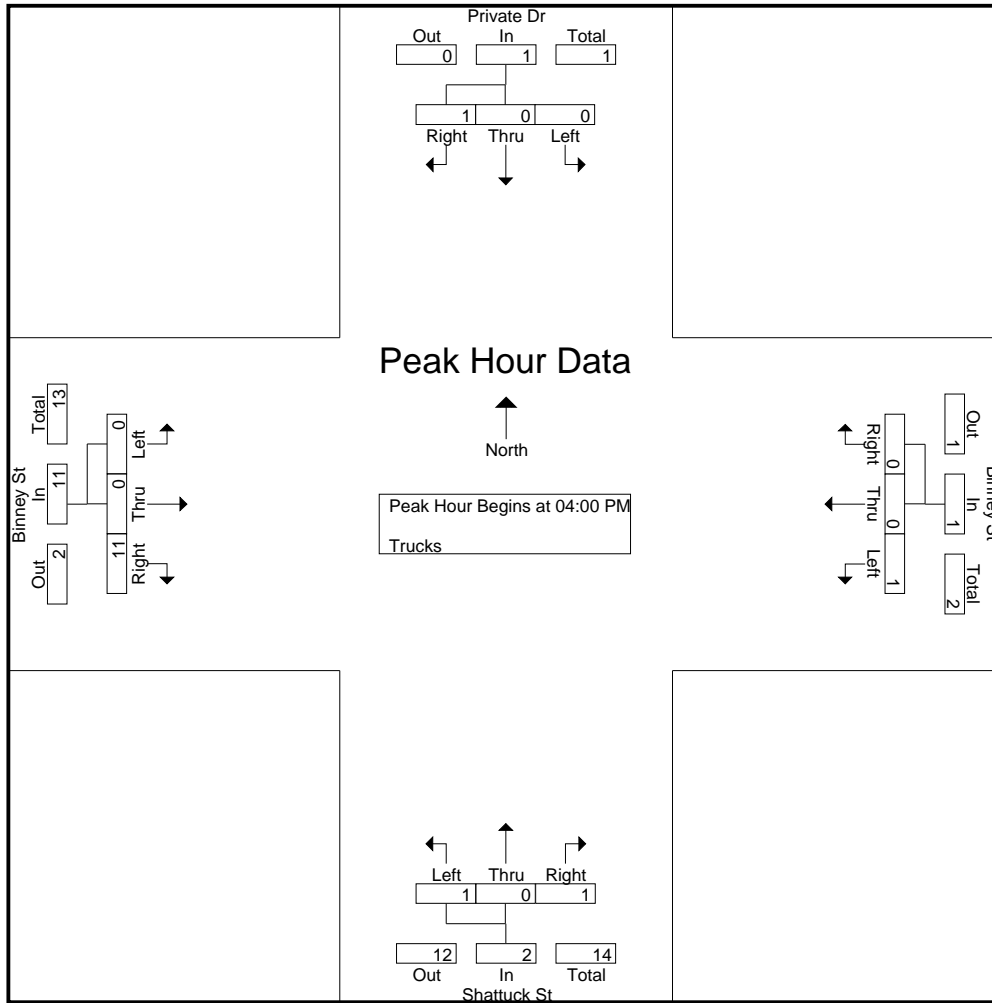 Private Dr
Out In Total
0 1 1
1 0 0
Right Thru Left
Peak Hour Data
North
Peak Hour Begins at 04:00 PM
Trucks
Binney St
Total In Out
13 11 2
0 0 11
Left Thru Right
Binney St
Out In Total
1 1 2
0 0 1
Right Thru Left
Left Thru Right
1 0 1
12 2 14
Out In Total
Shattuck St